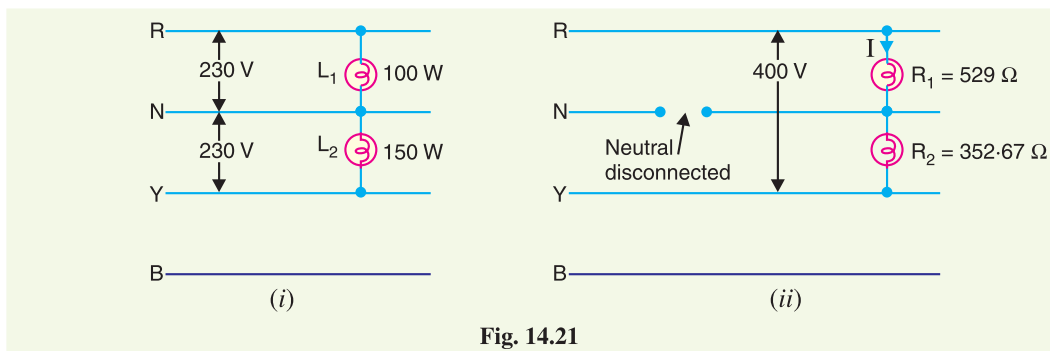 R
230 V
L1
100 W
N
230 V
L2
150 W
Y
B
(i)
R
I
400 V
R1 = 529 Ω
N
Neutral
disconnected
R2 = 352·67 Ω
Y
B
(ii)
Fig. 14.21